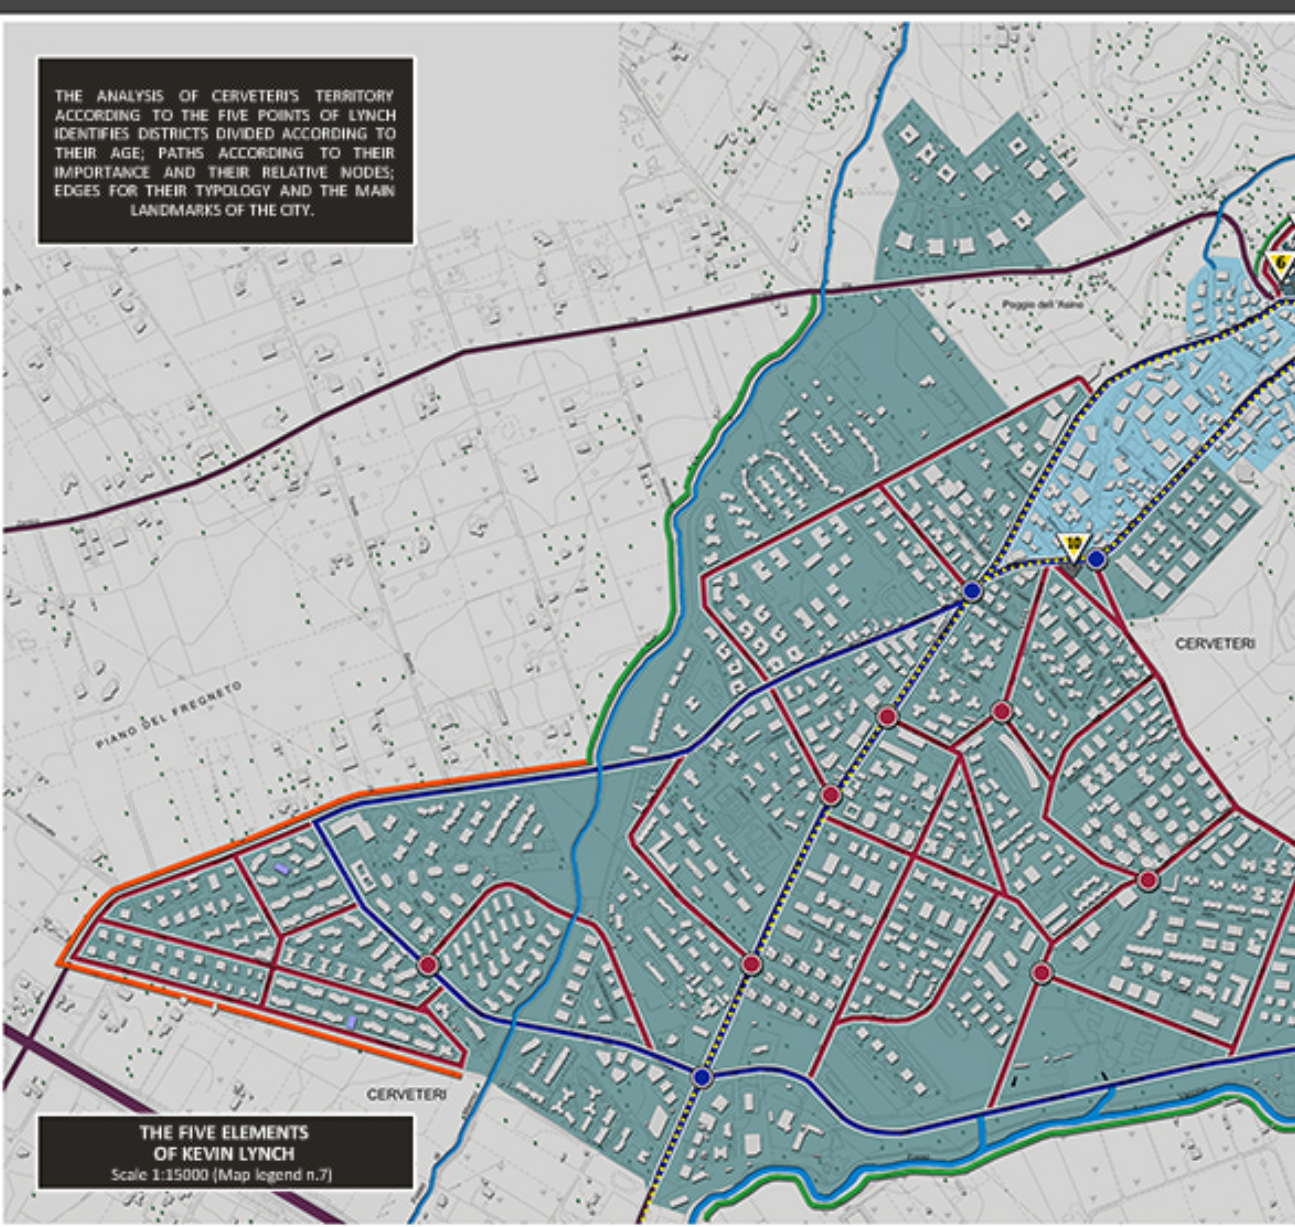 THE ANALYSIS OF CERVETERI'S TERRITORY
ACCORDING TO THE FIVE POINTS OF LYNCH
IDENTIFIES DISTRICTS DIVIDED ACCORDING TO
THEIR AGE; PATHS ACCORDING TO THEIR
IMPORTANCE AND THEIR RELATIVE NODES;
EDGES FOR THEIR TYPOLOGY AND THE MAIN
LANDMARKS OF THE CITY.
6
Poggio dell'Asino
10
CERVETERI
PIANO DEL FREGNETO
CERVETERI
THE FIVE ELEMENTS
OF KEVIN LYNCH
Scale 1:15000 (Map legend n.7)